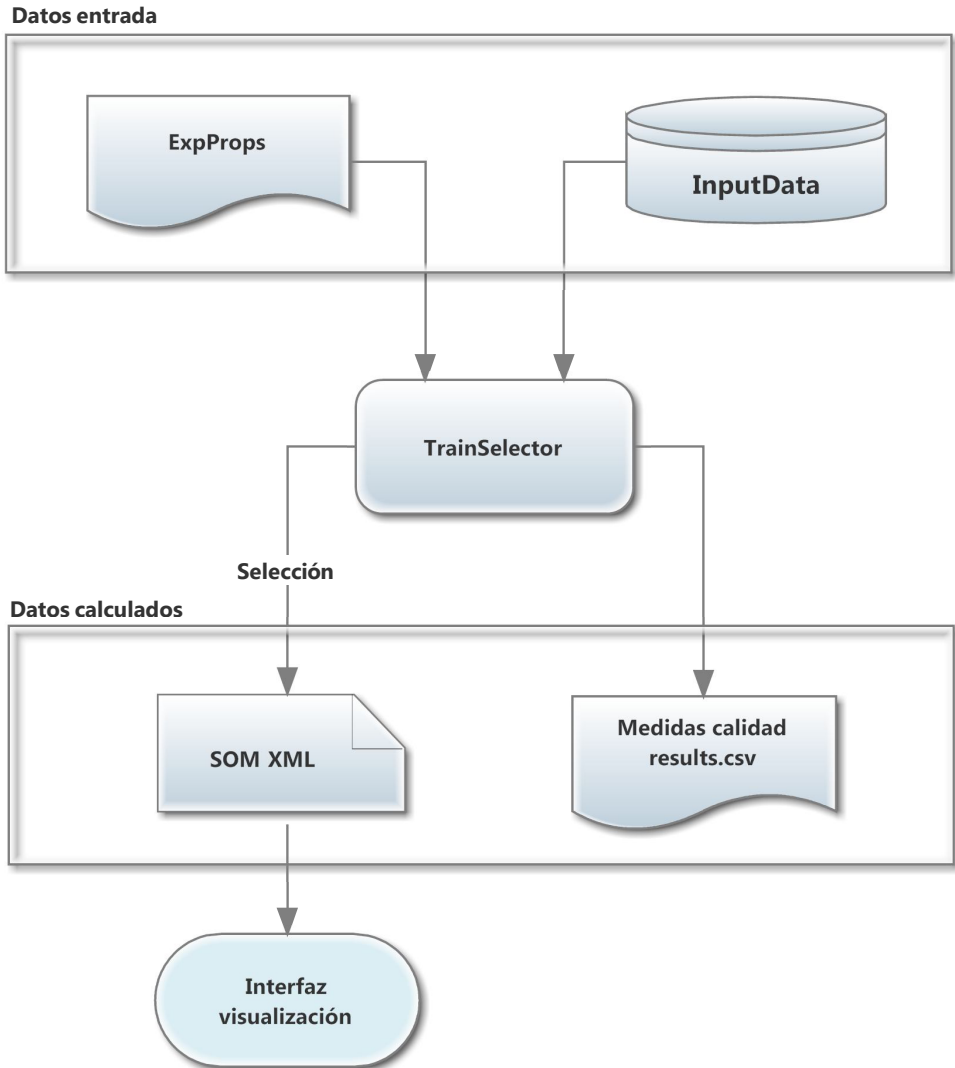 Datos entrada
ExpProps
InputData
TrainSelector
Selección
Datos calculados
SOM XML
Medidas calidad
results.csv
Interfaz
visualización